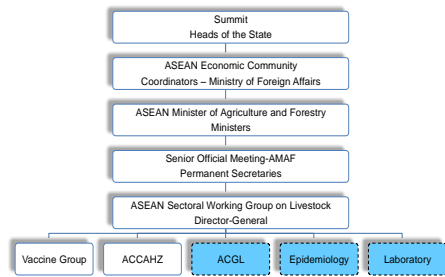 Summit
Heads of the State
ASEAN Economic Community
Coordinators – Ministry of Foreign Affairs
ASEAN Minister of Agriculture and Forestry
Ministers
Senior Official Meeting-AMAF
Permanent Secretaries
ASEAN Sectoral Working Group on Livestock
Director-General
Vaccine Group
ACCAHZ
ACGL
Epidemiology
Laboratory